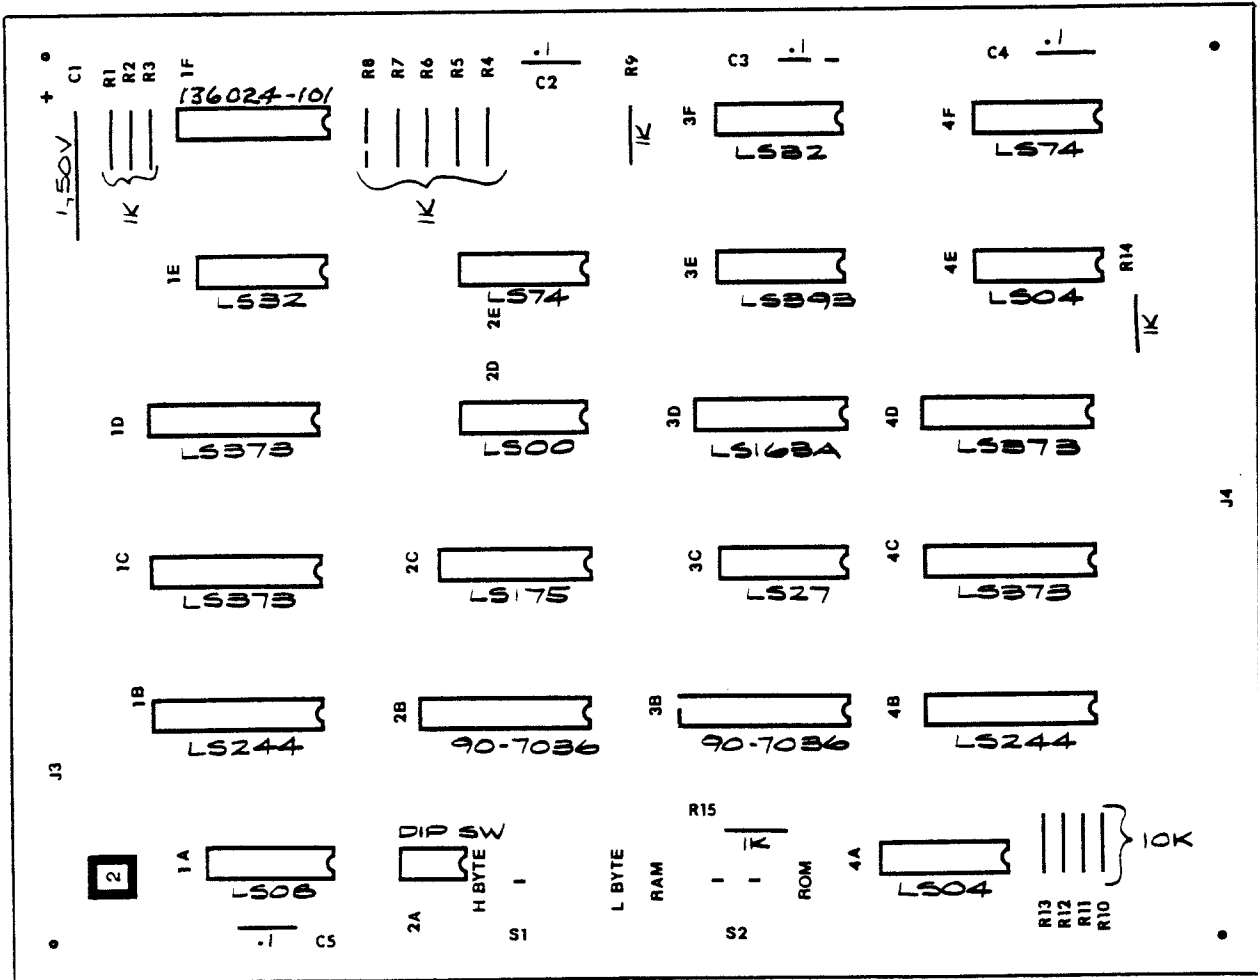 C1
R1
R2
R3
1F
136024-101
R8
R7
R6
R5
R4
.1
C2
R9
C3
.1
C4
.1
+
1,50V
1K
1K
1K
3F
LS32
4F
LS74
1E
LS32
LS74
2E
3E
LS393
4E
LS04
R14
1K
1D
LS373
2D
LS00
3D
LS163A
4D
LS373
J4
1C
LS373
2C
LS175
3C
LS27
4C
LS373
1B
LS244
2B
90-7036
3B
90-7036
4B
LS244
J3
2
1A
LS08
DIP SW
2A
H BYTE
S1
L BYTE
RAM
R15
1K
S2
ROM
4A
LS04
10K
R13
R12
R11
R10
.1
C5